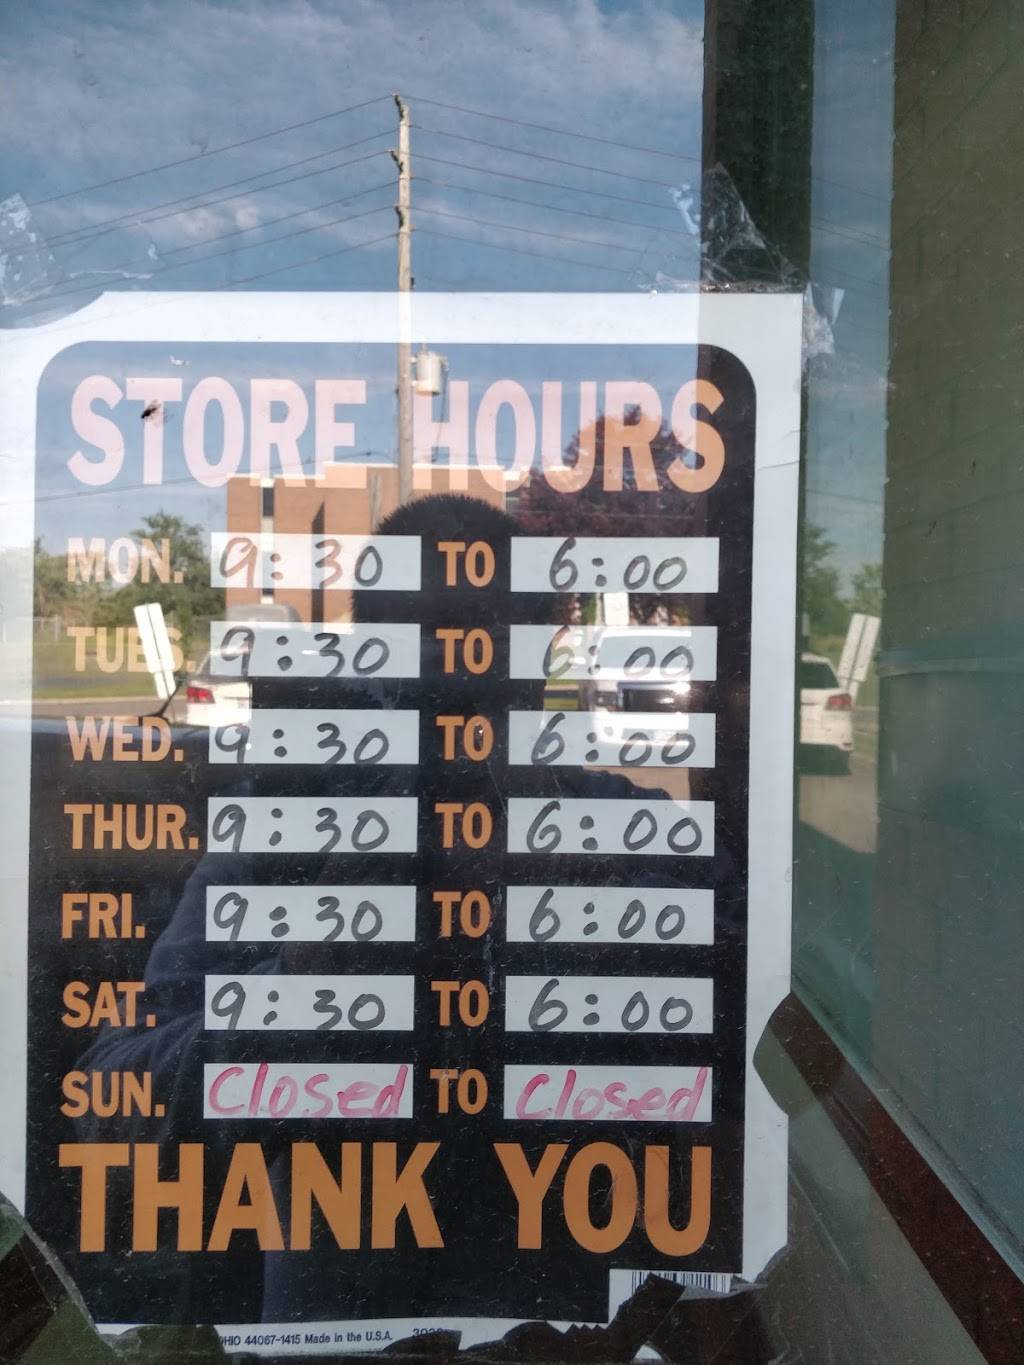 STORE HOURS
MON. 9:30 TO 6:00
TUES. 9:30 TO 6:00
WED. 9:30 TO 6:00
THUR. 9:30 TO 6:00
FRI. 9:30 TO 6:00
SAT. 9:30 TO 6:00
SUN. Closed TO Closed
THANK YOU
44067-1415 Made in the U.S.A.